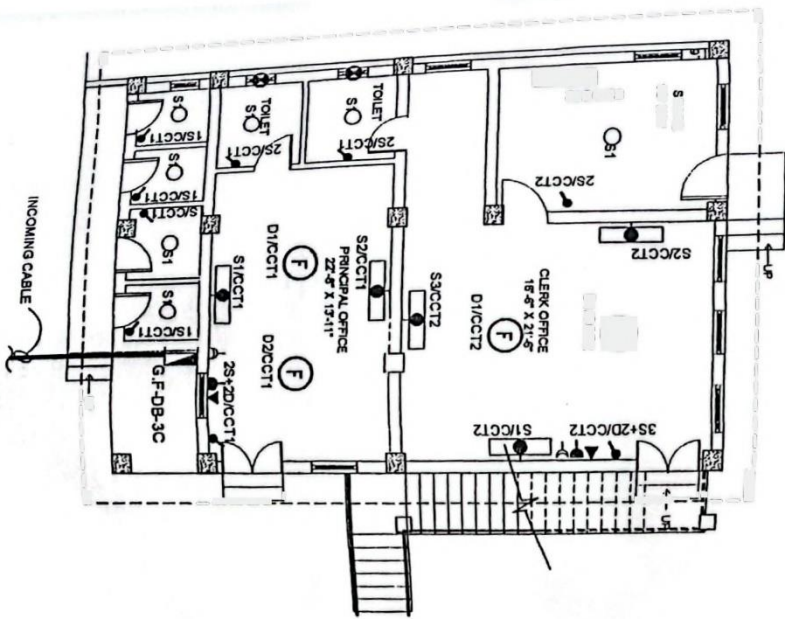 S1
1S/CCT1
S1
1S/CCT1
S1
S/CCT1
S1
1S/CCT1
TOILET
S1
2S/CCT1
TOILET
S1
2S/CCT1
S
S1
2S/CCT2
UP
S2/CCT2
CLERK OFFICE
15'-6" X 21'-6"
D1/CCT2
F
S3/CCT2
S1/CCT2
3S+2D/CCT2
UP
PRINCIPAL OFFICE
22'-8" X 13'-11"
S2/CCT1
D1/CCT1
F
D2/CCT1
F
S1/CCT1
2S+2D/CCT1
G.F-DB-3C
INCOMING CABLE